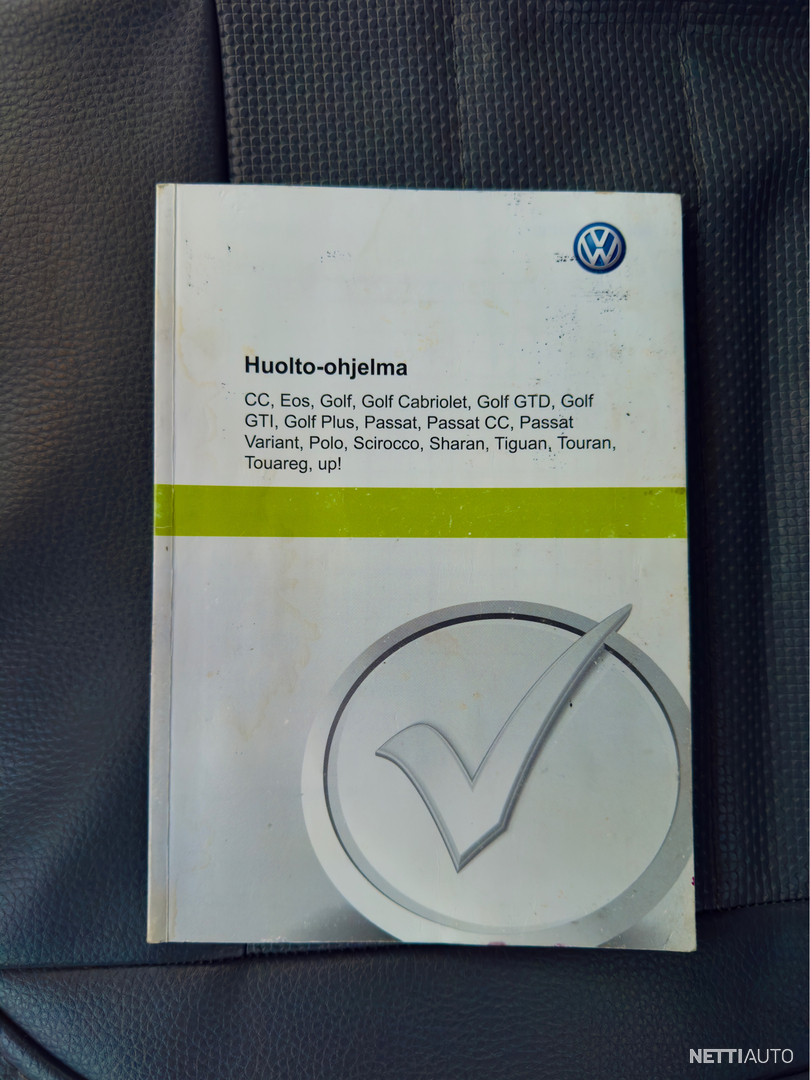 Huolto-ohjelma
CC, Eos, Golf, Golf Cabriolet, Golf GTD, Golf
GTI, Golf Plus, Passat, Passat CC, Passat
Variant, Polo, Scirocco, Sharan, Tiguan, Touran,
Touareg, up!
NETTIAUTO